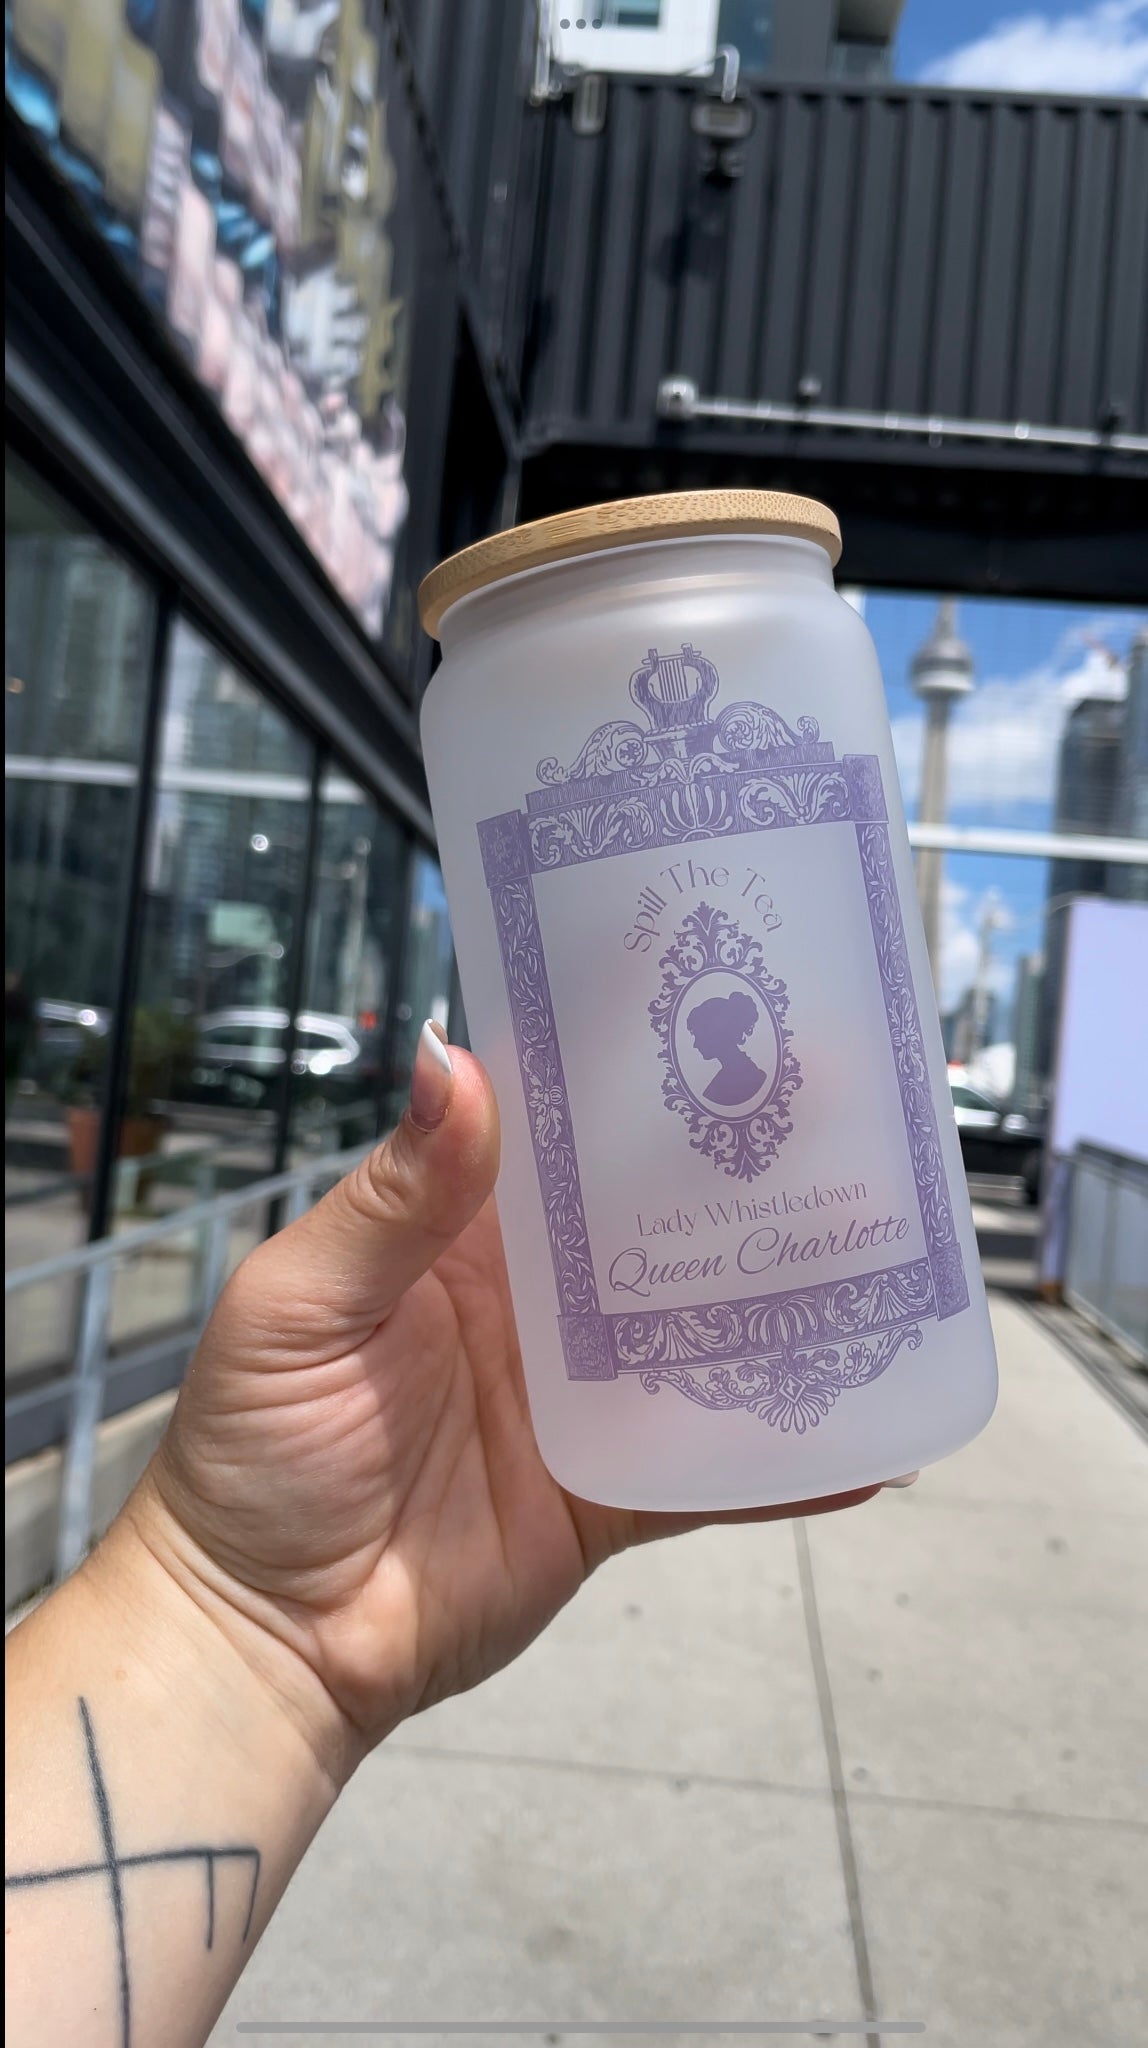 Spill The Tea
Lady Whistledown
Queen Charlotte